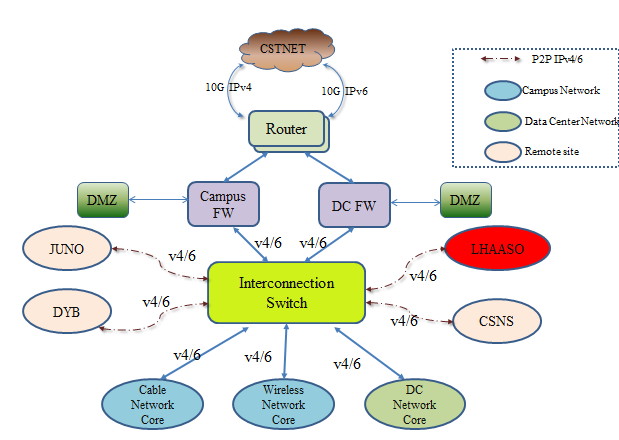 CSTNET
P2P IPv4/6
10G IPv4
10G IPv6
Campus Network
Data Center Network
Router
Remote site
DMZ
Campus
FW
DC FW
DMZ
JUNO
v4/6
v4/6
v4/6
LHAASO
v4/6
Interconnection
Switch
DYB
v4/6
v4/6
CSNS
v4/6
v4/6
v4/6
Cable
Network
Core
Wireless
Network
Core
DC
Network
Core